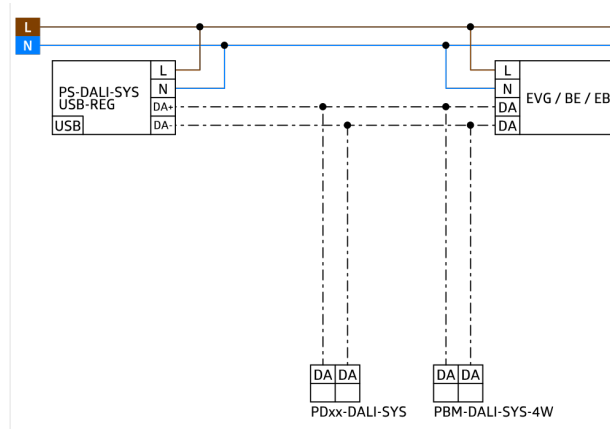 L
N
PS-DALI-SYS
USB-REG
USB
L
N
DA+
DA-
L
N
DA
DA
EVG / BE / EB
DA DA
PDxx-DALI-SYS
DA DA
PBM-DALI-SYS-4W